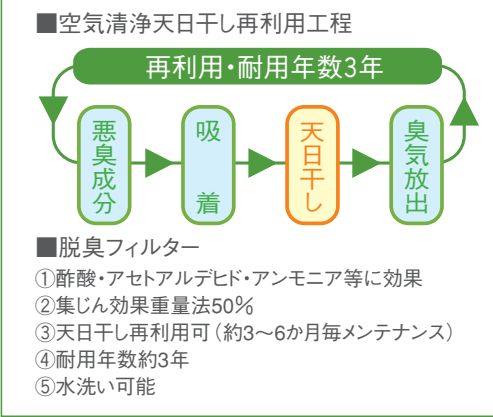 ■空気清浄天日干し再利用工程
再利用・耐用年数3年
悪臭成分
吸着
天日干し
臭気放出
■脱臭フィルター
①酢酸・アセトアルデヒド・アンモニア等に効果
②集じん効果重量法50％
③天日干し再利用可（約3～6か月毎メンテナンス）
④耐用年数約3年
⑤水洗い可能